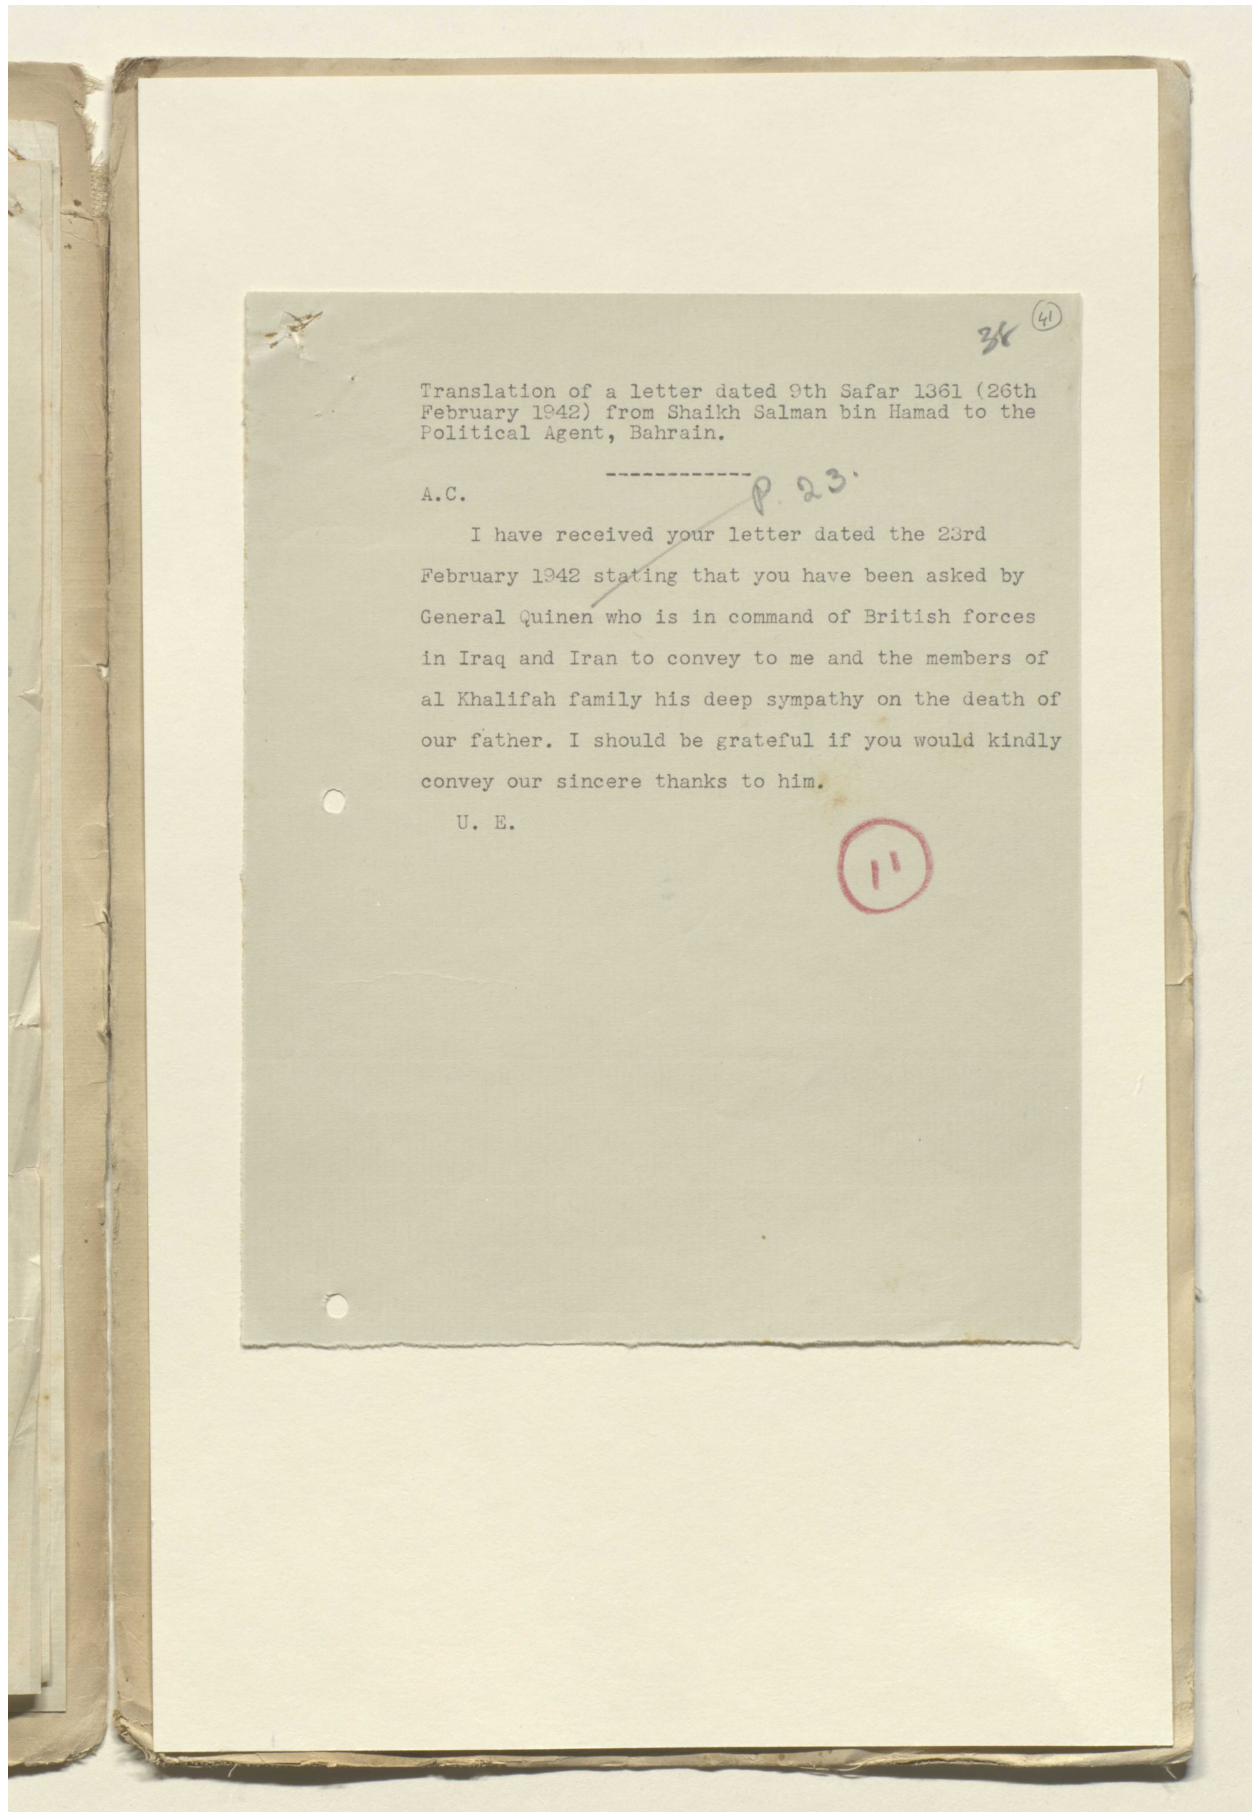 41
38
Translation of a letter dated 9th Safar 1361 (26th
February 1942) from Shaikh Salman bin Hamad to the
Political Agent, Bahrain.
------------
P. 23.
A.C.
I have received your letter dated the 23rd
February 1942 stating that you have been asked by
General Quinen who is in command of British forces
in Iraq and Iran to convey to me and the members of
al Khalifah family his deep sympathy on the death of
our father. I should be grateful if you would kindly
convey our sincere thanks to him.
U. E.
11